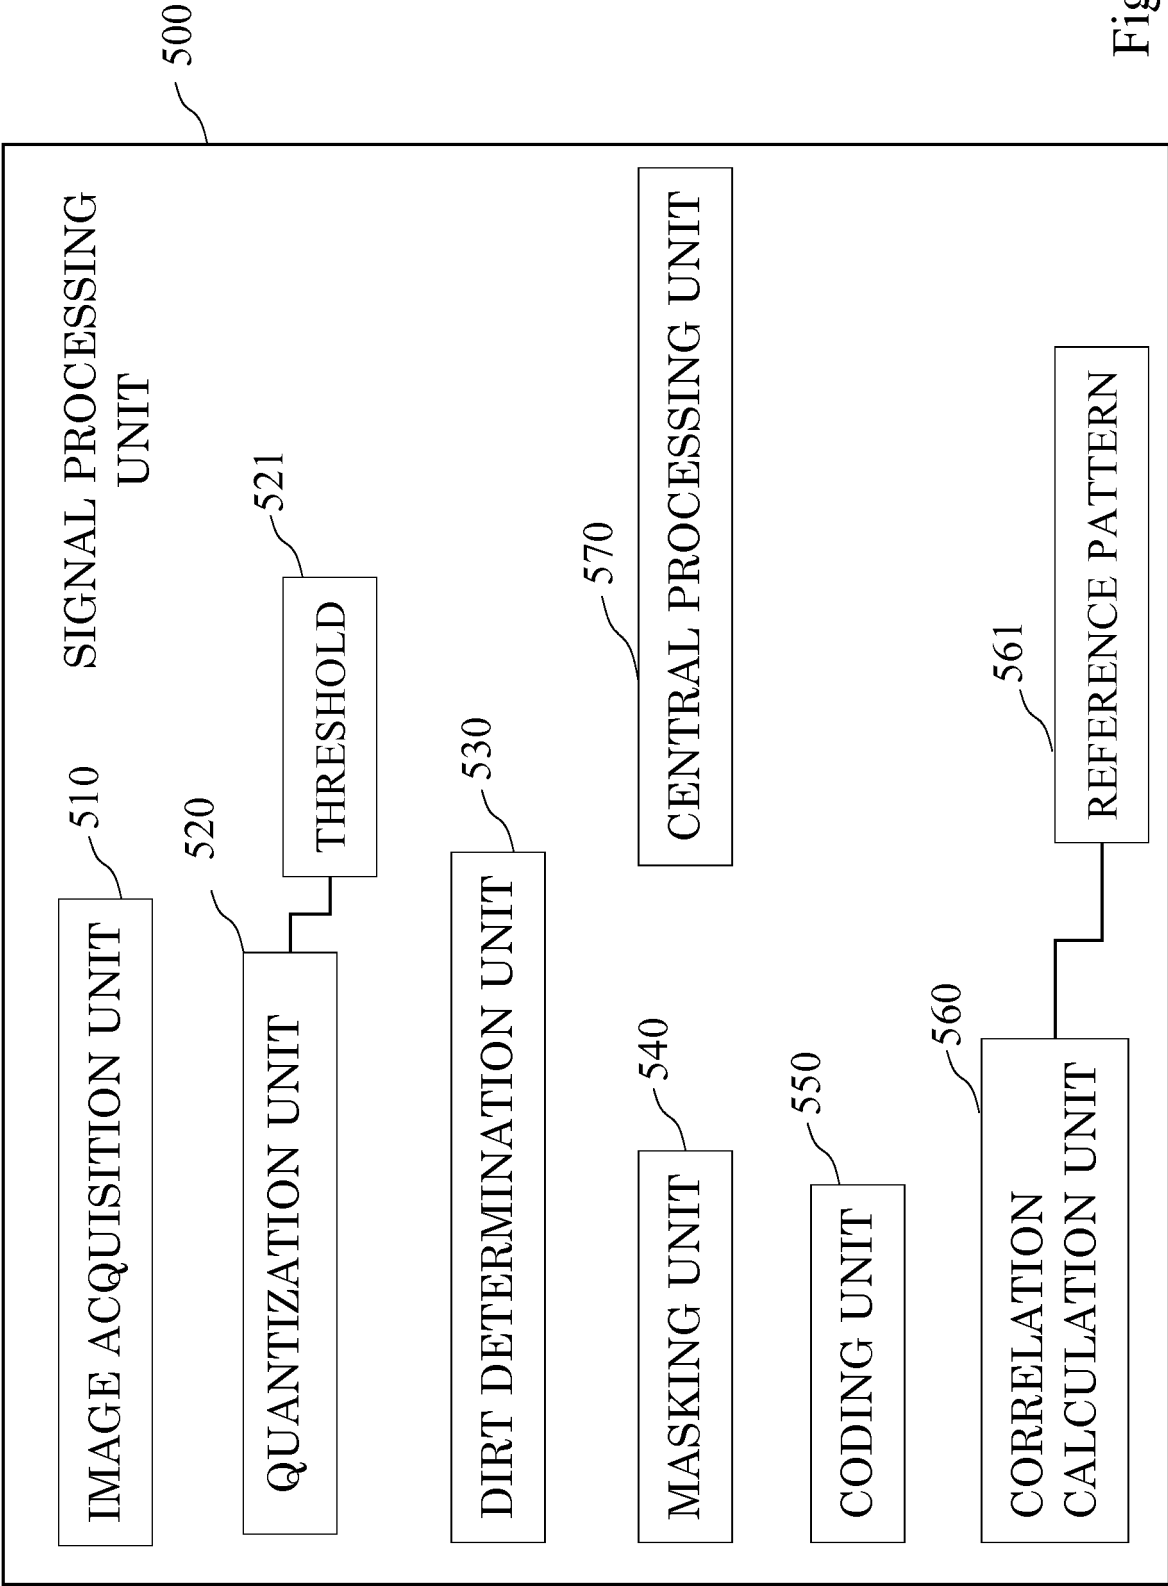 500
SIGNAL PROCESSING
UNIT
510
IMAGE ACQUISITION UNIT
520
QUANTIZATION UNIT
521
THRESHOLD
530
DIRT DETERMINATION UNIT
540
MASKING UNIT
570
CENTRAL PROCESSING UNIT
550
CODING UNIT
560
CORRELATION
CALCULATION UNIT
561
REFERENCE PATTERN
Fig